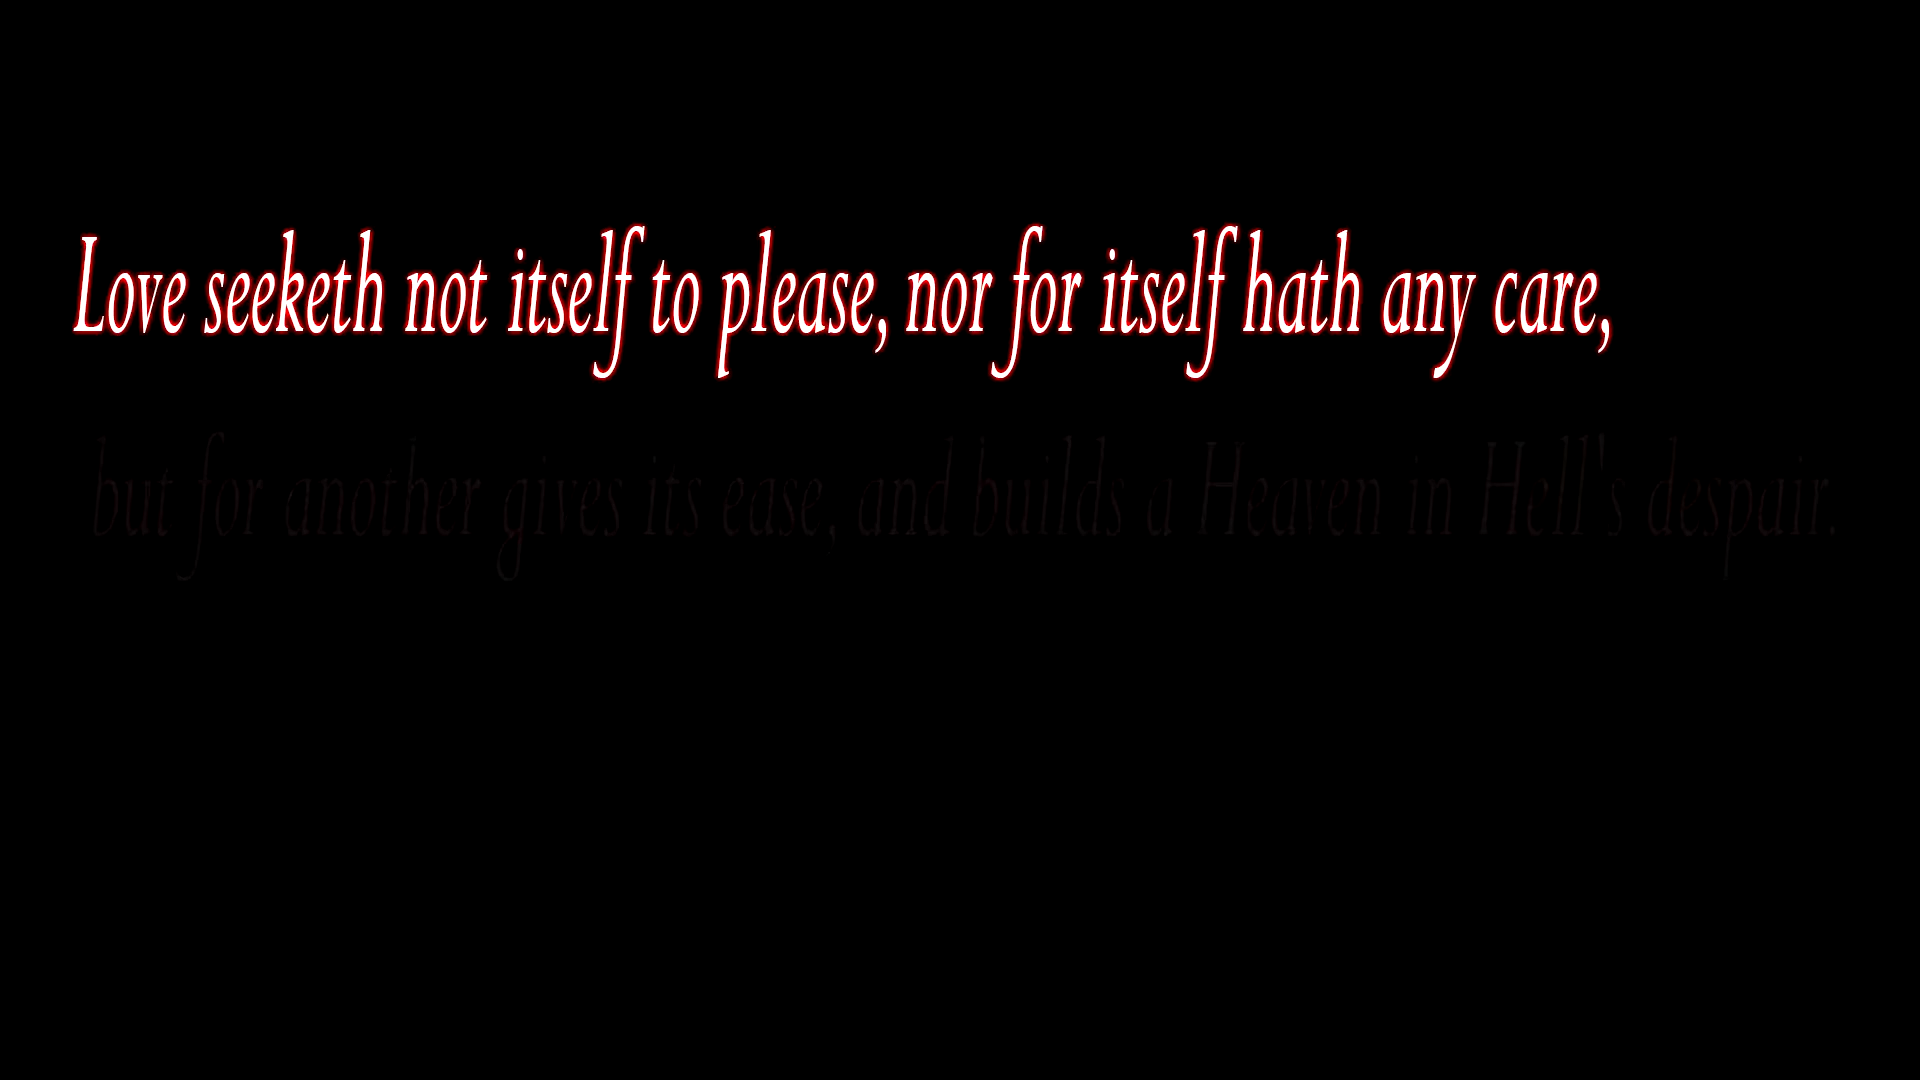 Love seeketh not itself to please, nor for itself hath any care,
but for another gives its ease, and builds a Heaven in Hell's despair.